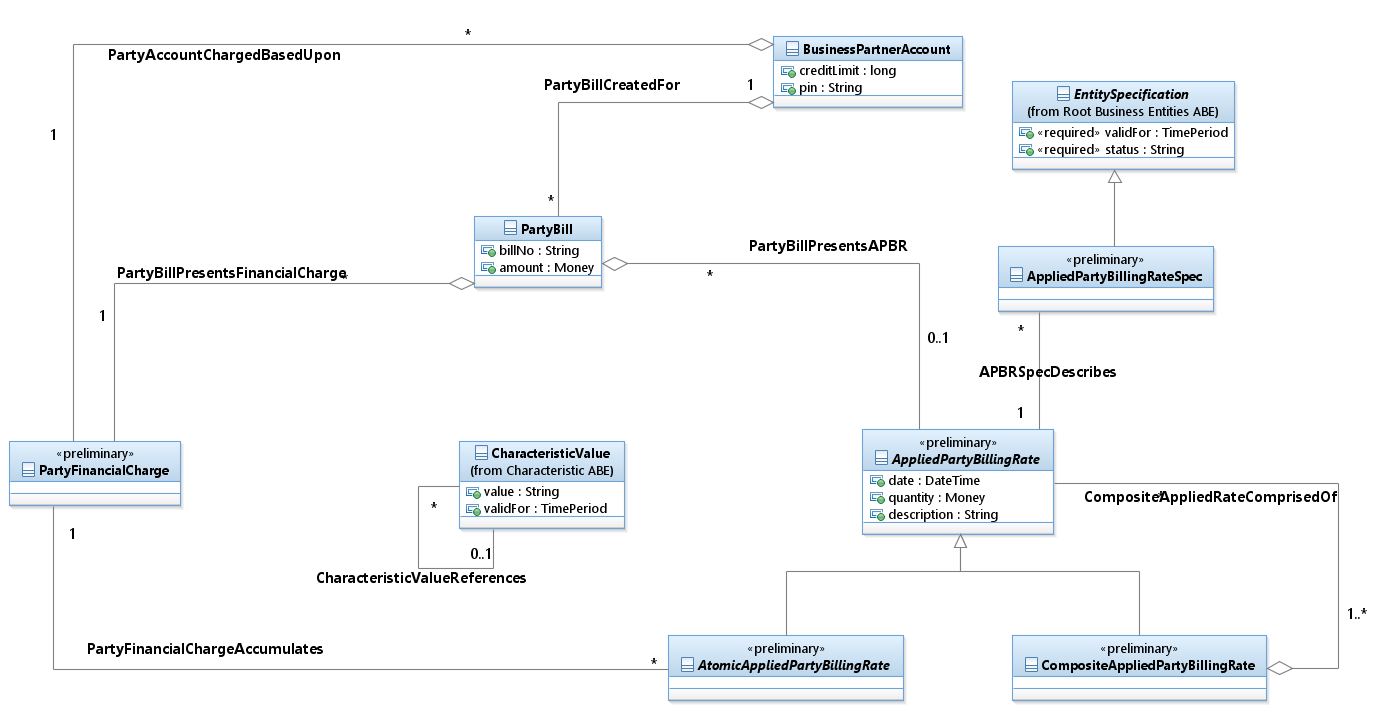 *
PartyAccountChargedBasedUpon
BusinessPartnerAccount
creditLimit : long
pin : String
PartyBillCreatedFor
1
1
*
EntitySpecification
(from Root Business Entities ABE)
«required» validFor : TimePeriod
«required» status : String
PartyBill
billNo : String
amount : Money
PartyBillPresentsAPBR
*
0..1
PartyBillPresentsFinancialCharge
*
1
«preliminary»
AppliedPartyBillingRateSpec
*
APBRSpecDescribes
1
«preliminary»
PartyFinancialCharge
CharacteristicValue
(from Characteristic ABE)
value : String
validFor : TimePeriod
*
0..1
CharacteristicValueReferences
«preliminary»
AppliedPartyBillingRate
date : DateTime
quantity : Money
description : String
CompositeAppliedRateComprisedOf
*
1..*
1
PartyFinancialChargeAccumulates
*
«preliminary»
AtomicAppliedPartyBillingRate
«preliminary»
CompositeAppliedPartyBillingRate